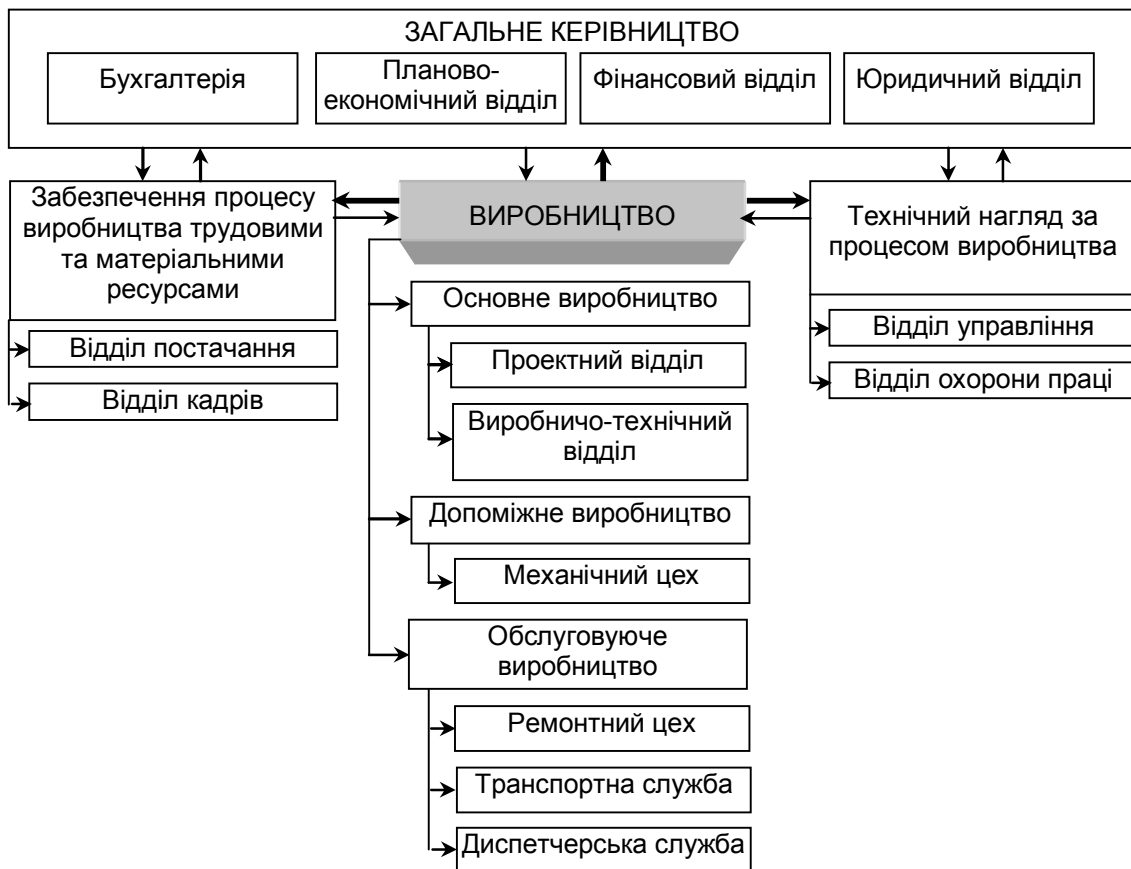 ЗАГАЛЬНЕ КЕРІВНИЦТВО
Бухгалтерія
Планово-
економічний відділ
Фінансовий відділ
Юридичний відділ
Забезпечення процесу
виробництва трудовими
та матеріальними
ресурсами
Відділ постачання
Відділ кадрів
ВИРОБНИЦТВО
Основне виробництво
Проектний відділ
Виробничо-технічний
відділ
Допоміжне виробництво
Механічний цех
Обслуговуюче
виробництво
Ремонтний цех
Транспортна служба
Диспетчерська служба
Технічний нагляд за
процесом виробництва
Відділ управління
Відділ охорони праці